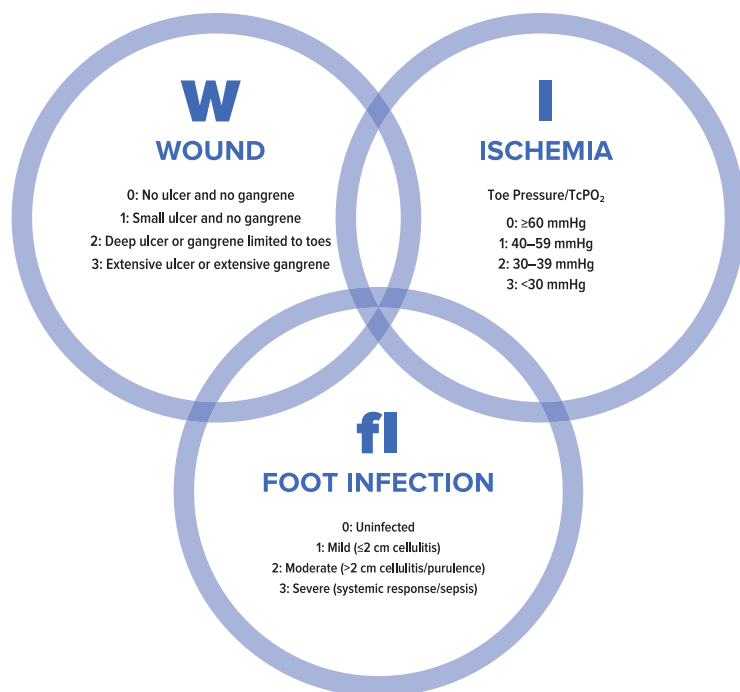 W
WOUND
0: No ulcer and no gangrene
1: Small ulcer and no gangrene
2: Deep ulcer or gangrene limited to toes
3: Extensive ulcer or extensive gangrene
I
ISCHEMIA
Toe Pressure/TcPO₂
0: ≥60 mmHg
1: 40–59 mmHg
2: 30–39 mmHg
3: <30 mmHg
fI
FOOT INFECTION
0: Uninfected
1: Mild (≤2 cm cellulitis)
2: Moderate (>2 cm cellulitis/purulence)
3: Severe (systemic response/sepsis)